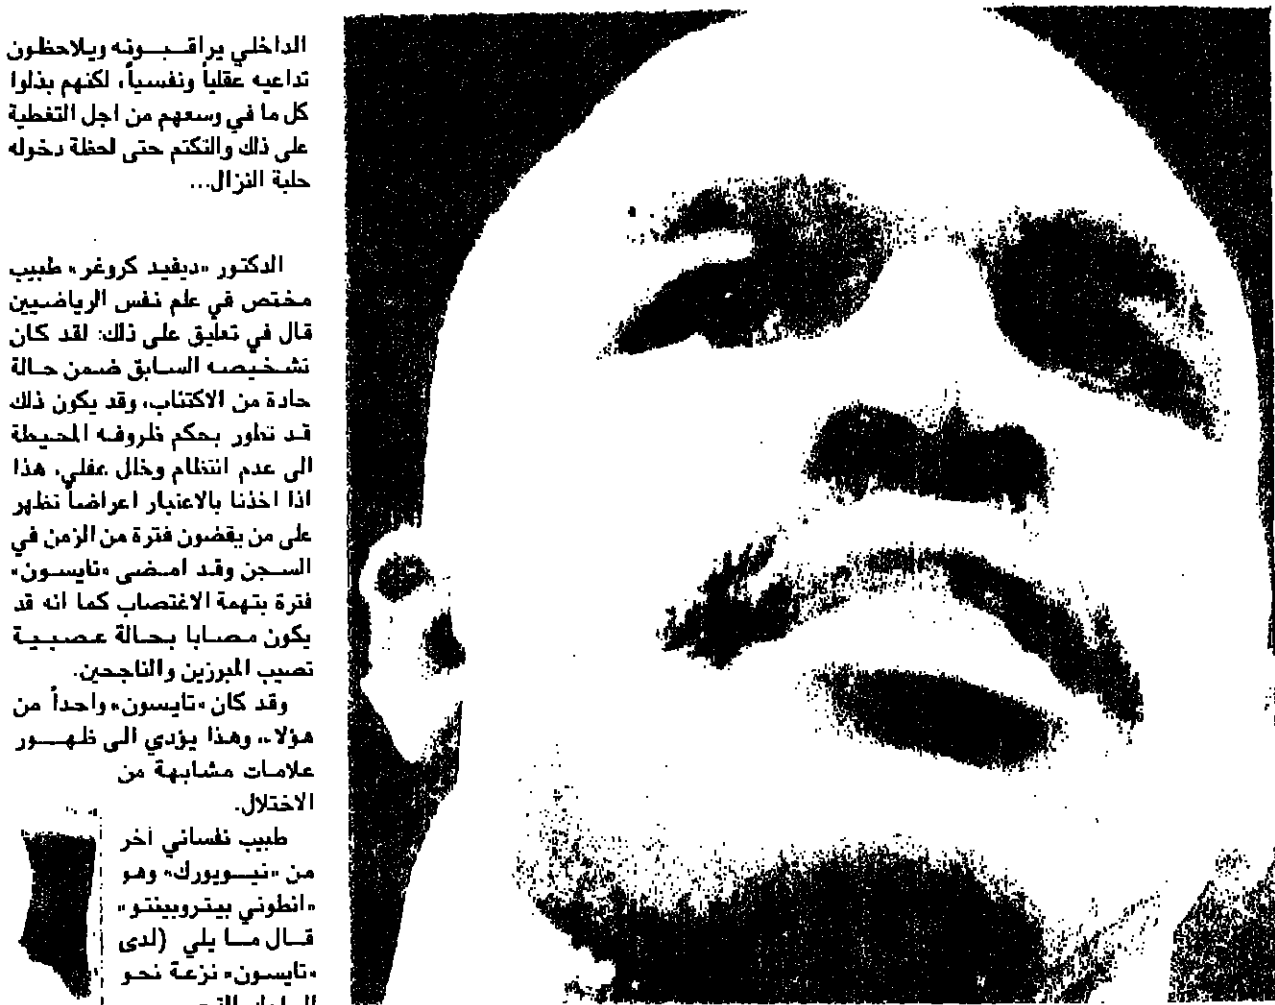 الداخلي يراقبونه ويلاحظون
تداعيه عقلياً ونفسياً، لكنهم بذلوا
كل ما في وسعهم من اجل التغطية
على ذلك والتكتم حتى لحظة دخوله
حلبة النزال...
الدكتور «ديفيد كروغر» طبيب
مختص في علم نفس الرياضيين
قال في تعليق على ذلك: لقد كان
تشخيصه السابق ضمن حالة
حادة من الاكتئاب، وقد يكون ذلك
قد تطور بحكم ظروفه المحيطة
الى عدم انتظام وخلل عقلي، هذا
اذا اخذنا بالاعتبار اعراضاً تظهر
على من يقضون فترة من الزمن في
السجن وقد امضى «تايسون»
فترة بتهمة الاغتصاب كما انه قد
يكون مصابا بحالة عصبية
تصيب المبرزين والناجحين.
وقد كان «تايسون» واحداً من
هؤلاء، وهذا يؤدي الى ظهور
علامات مشابهة من
الاختلال.
طبيب نفساني آخر
من «نيويورك» وهو
«انطوني بيتروبينتو»
قال ما يلي (لدى
«تايسون» نزعة نحو